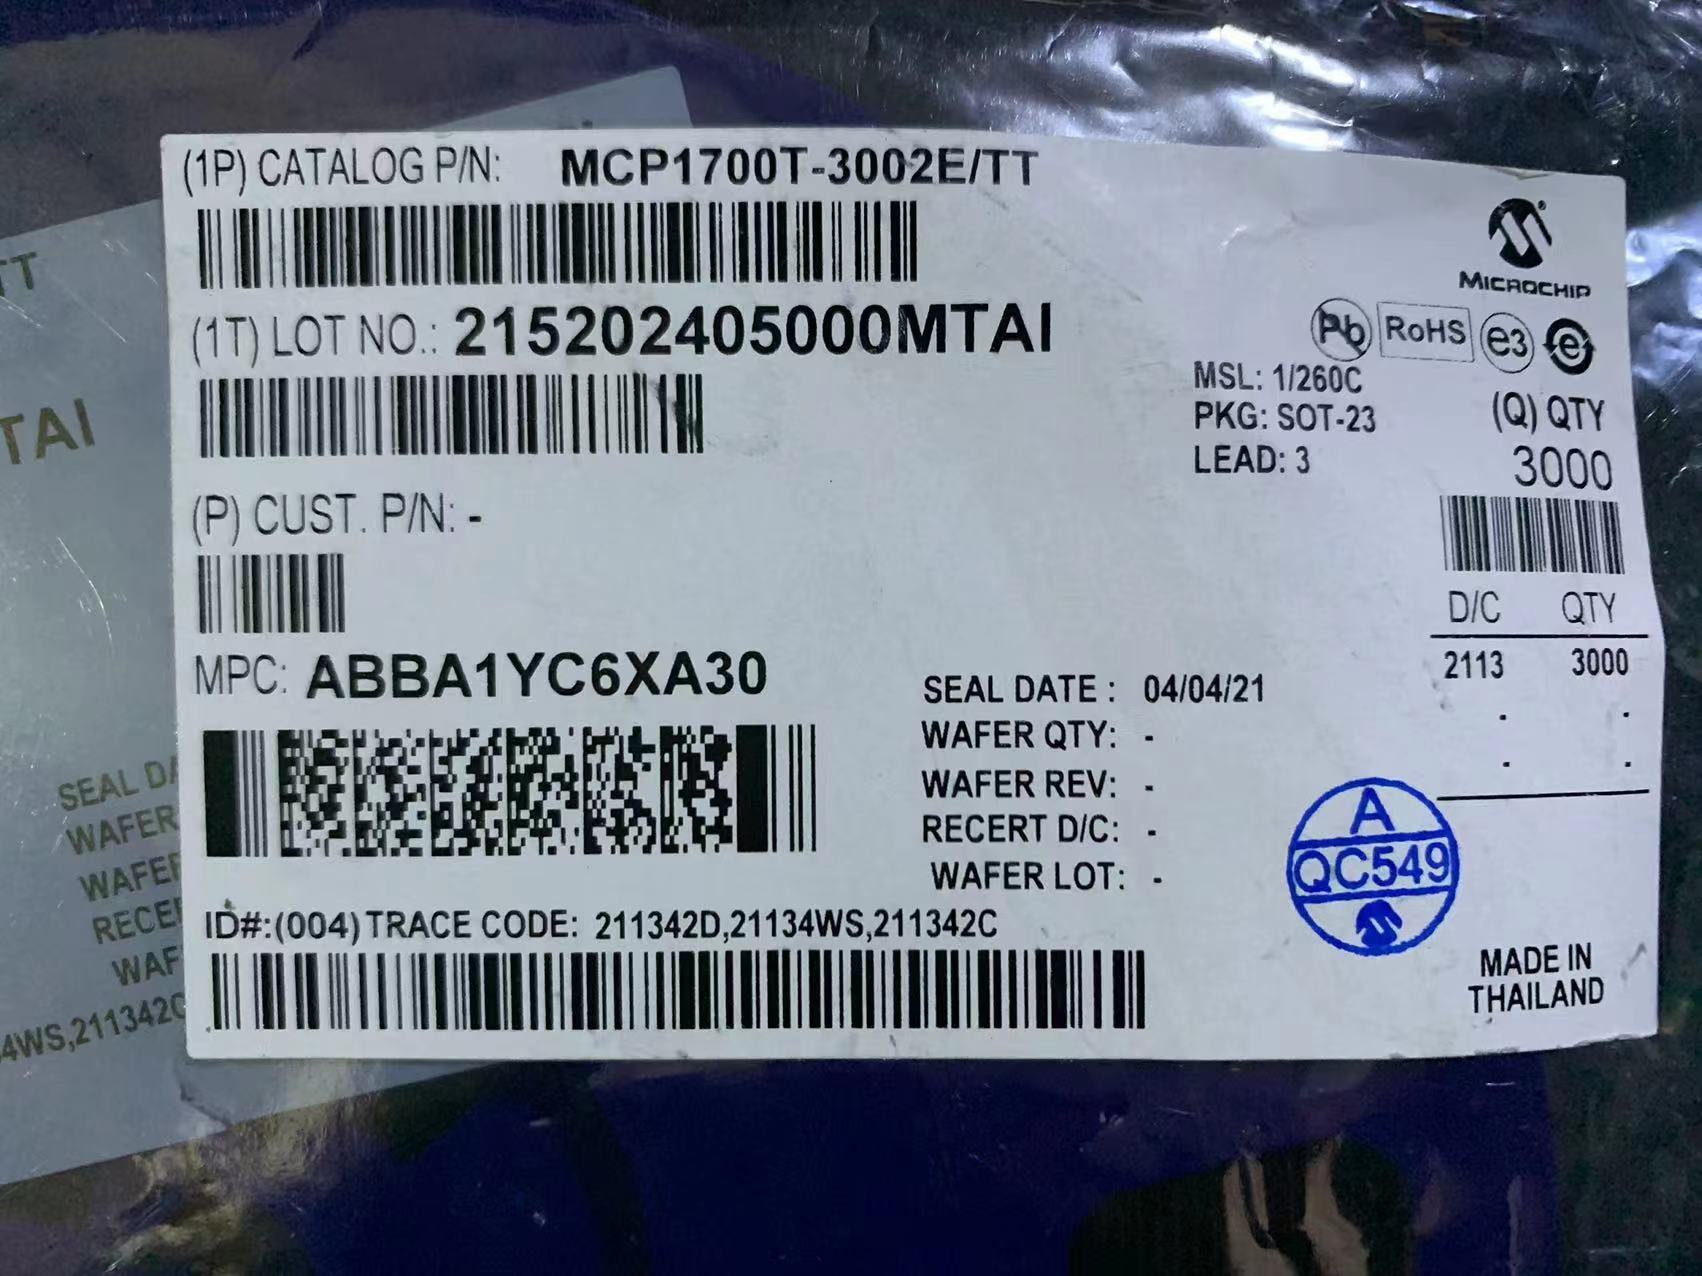 (1P) CATALOG P/N: MCP1700T-3002E/TT
MICROCHIP
(1T) LOT NO.: 215202405000MTAI
Pb RoHS e3 e
MSL: 1/260C
PKG: SOT-23
LEAD: 3
(Q) QTY
3000
(P) CUST. P/N: -
D/C QTY
2113 3000
. .
. .
MPC: ABBA1YC6XA30
SEAL DATE : 04/04/21
WAFER QTY: -
WAFER REV: -
RECERT D/C: -
WAFER LOT: -
A
QC549
ID#:(004) TRACE CODE: 211342D,21134WS,211342C
MADE IN
THAILAND
TT
TAI
SEAL DA
WAFER
WAFER
RECE
WAF
4WS,211342C